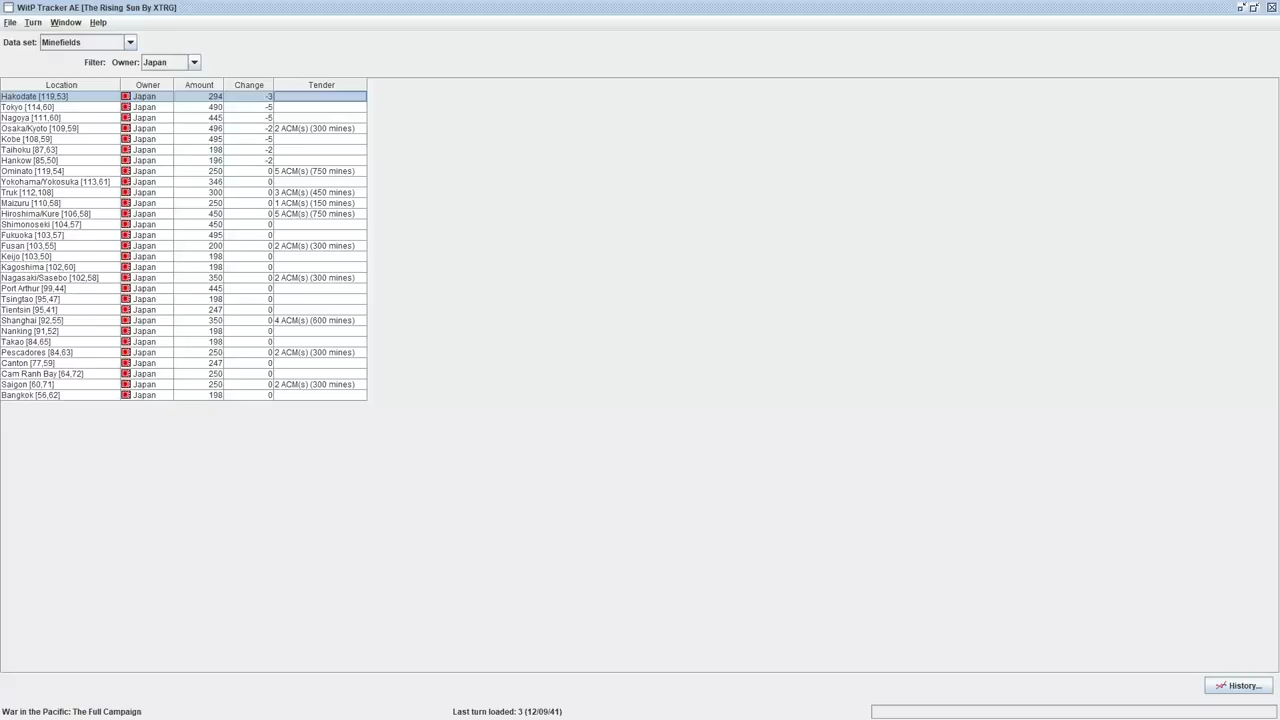 WitP Tracker AE [The Rising Sun By XTRG]
File Turn Window Help
Data set: Minefields
Filter: Owner: Japan
Location Owner Amount Change Tender
Hakodate [119,53] Japan 294 -3
Tokyo [114,60] Japan 490 -5
Nagoya [111,60] Japan 445 -5
Osaka/Kyoto [109,59] Japan 496 -2 2 ACM(s) (300 mines)
Kobe [108,59] Japan 495 -5
Taihoku [87,63] Japan 198 -2
Hankow [85,50] Japan 196 -2
Ominato [119,54] Japan 250 0 5 ACM(s) (750 mines)
Yokohama/Yokosuka [113,61] Japan 346 0
Truk [112,108] Japan 300 0 3 ACM(s) (450 mines)
Maizuru [110,58] Japan 250 0 1 ACM(s) (150 mines)
Hiroshima/Kure [106,58] Japan 450 0 5 ACM(s) (750 mines)
Shimonoseki [104,57] Japan 450 0
Fukuoka [103,57] Japan 495 0
Fusan [103,55] Japan 200 0 2 ACM(s) (300 mines)
Keijo [103,50] Japan 198 0
Kagoshima [102,60] Japan 198 0
Nagasaki/Sasebo [102,58] Japan 350 0 2 ACM(s) (300 mines)
Port Arthur [99,44] Japan 445 0
Tsingtao [95,47] Japan 198 0
Tientsin [95,41] Japan 247 0
Shanghai [92,55] Japan 350 0 4 ACM(s) (600 mines)
Nanking [91,52] Japan 198 0
Takao [84,65] Japan 198 0
Pescadores [84,63] Japan 250 0 2 ACM(s) (300 mines)
Canton [77,59] Japan 247 0
Cam Ranh Bay [64,72] Japan 250 0
Saigon [60,71] Japan 250 0 2 ACM(s) (300 mines)
Bangkok [56,62] Japan 198 0
History...
War in the Pacific: The Full Campaign Last turn loaded: 3 (12/09/41)